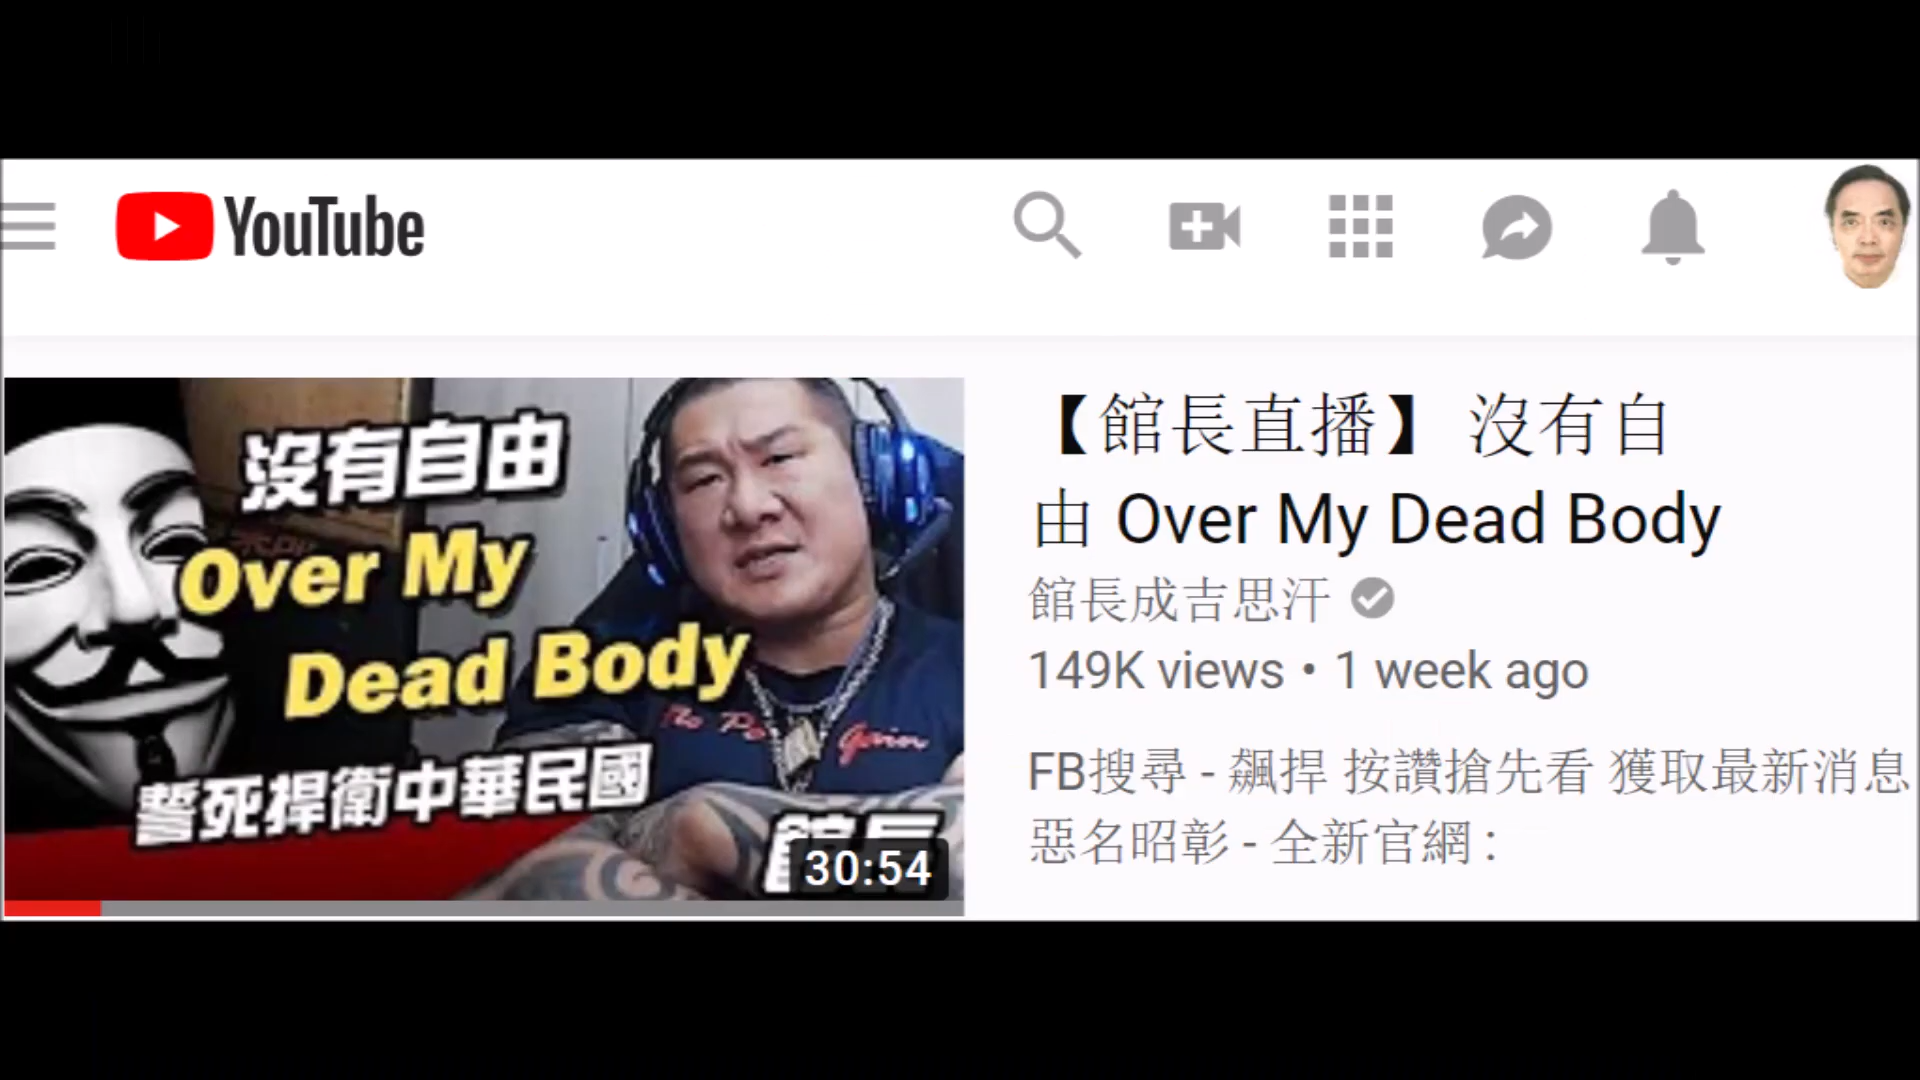 YouTube
沒有自由
Over My
Dead Body
誓死捍衛中華民國
館長
30:54
【館長直播】 沒有自
由 Over My Dead Body
館長成吉思汗
149K views • 1 week ago
FB搜尋 - 飆捍 按讚搶先看 獲取最新消息
惡名昭彰 - 全新官網 :